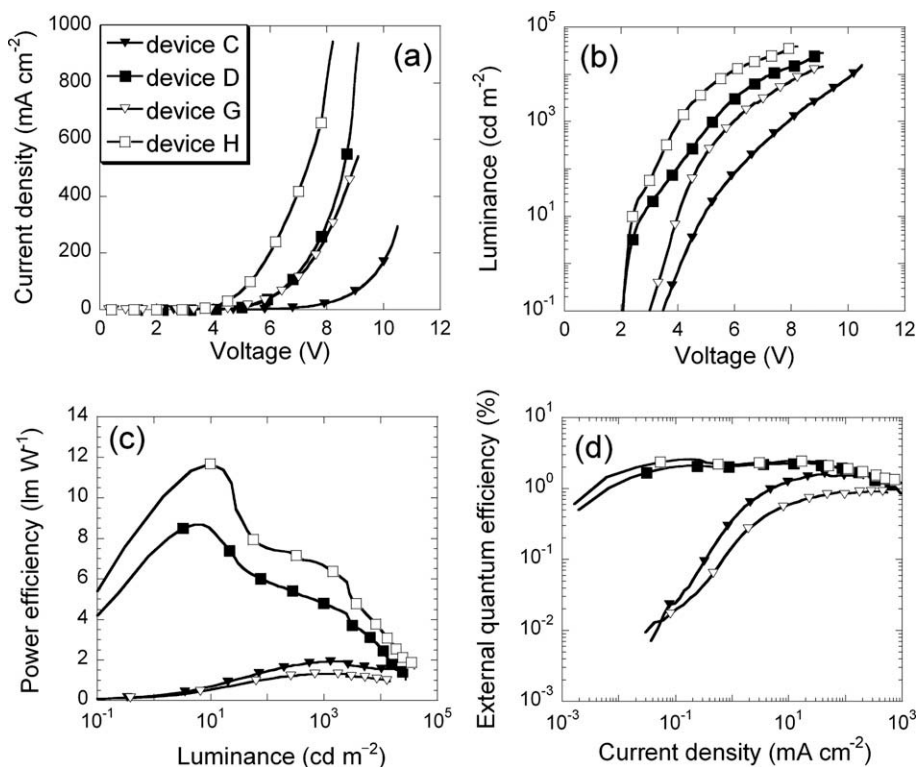 (a)
device C
device D
device G
device H
Current density (mA cm⁻²)
1000
800
600
400
200
0
0 2 4 6 8 10 12
Voltage (V)
(b)
Luminance (cd m⁻²)
10⁵
10³
10¹
10⁻¹
0 2 4 6 8 10 12
Voltage (V)
(c)
Power efficiency (lm W⁻¹)
14
12
10
8
6
4
2
0
10⁻¹ 10¹ 10³ 10⁵
Luminance (cd m⁻²)
(d)
External quantum efficiency (%)
10¹
10⁰
10⁻¹
10⁻²
10⁻³
10⁻³ 10⁻¹ 10¹ 10³
Current density (mA cm⁻²)